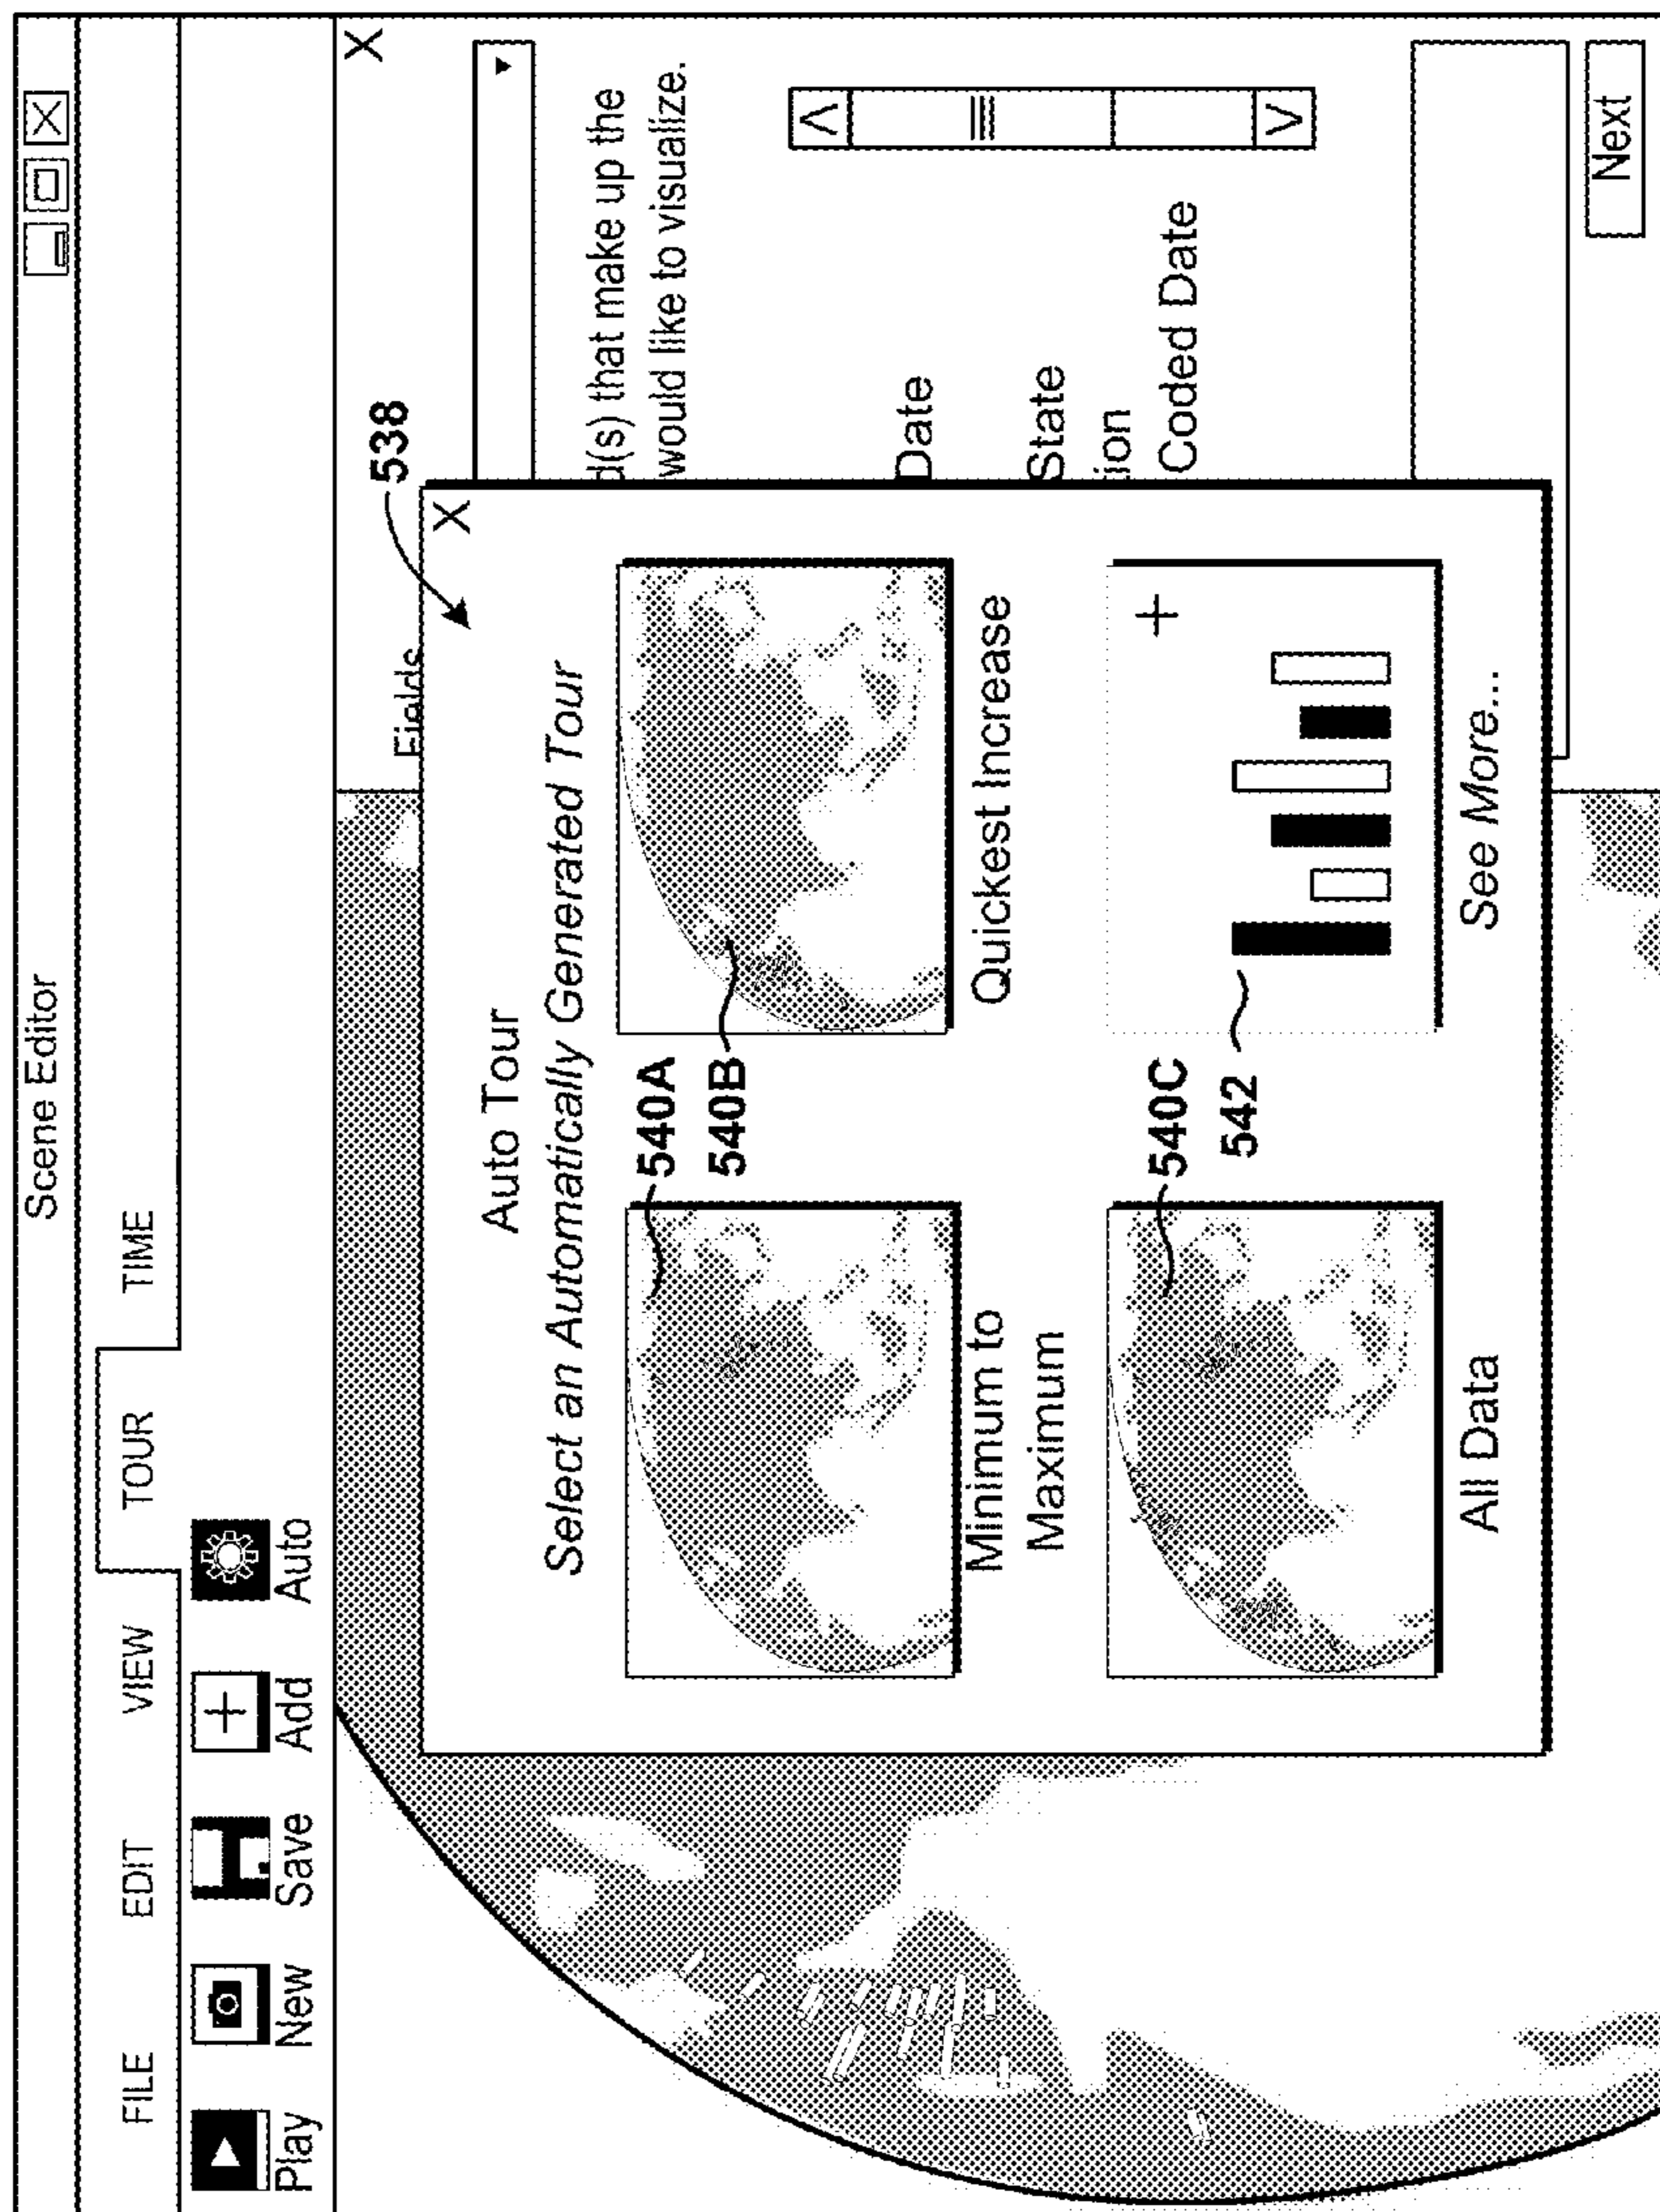 Scene Editor
FILE EDIT VIEW TOUR TIME
Play New Save Add Auto
X
538
Fields
X
Auto Tour
Select an Automatically Generated Tour
d(s) that make up the
would like to visualize.
540A
540B
Minimum to
Maximum
Quickest Increase
Date
State
ion
Coded Date
540C
542
All Data
See More...
Next